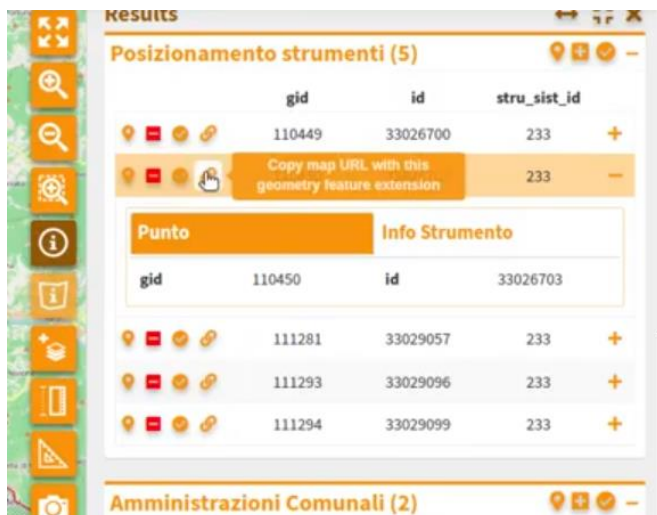 Results
Posizionamento strumenti (5)
gid id stru_sist_id
110449 33026700 233
Copy map URL with this
geometry feature extension
233
Punto Info Strumento
gid 110450 id 33026703
111281 33029057 233
111293 33029096 233
111294 33029099 233
Amministrazioni Comunali (2)